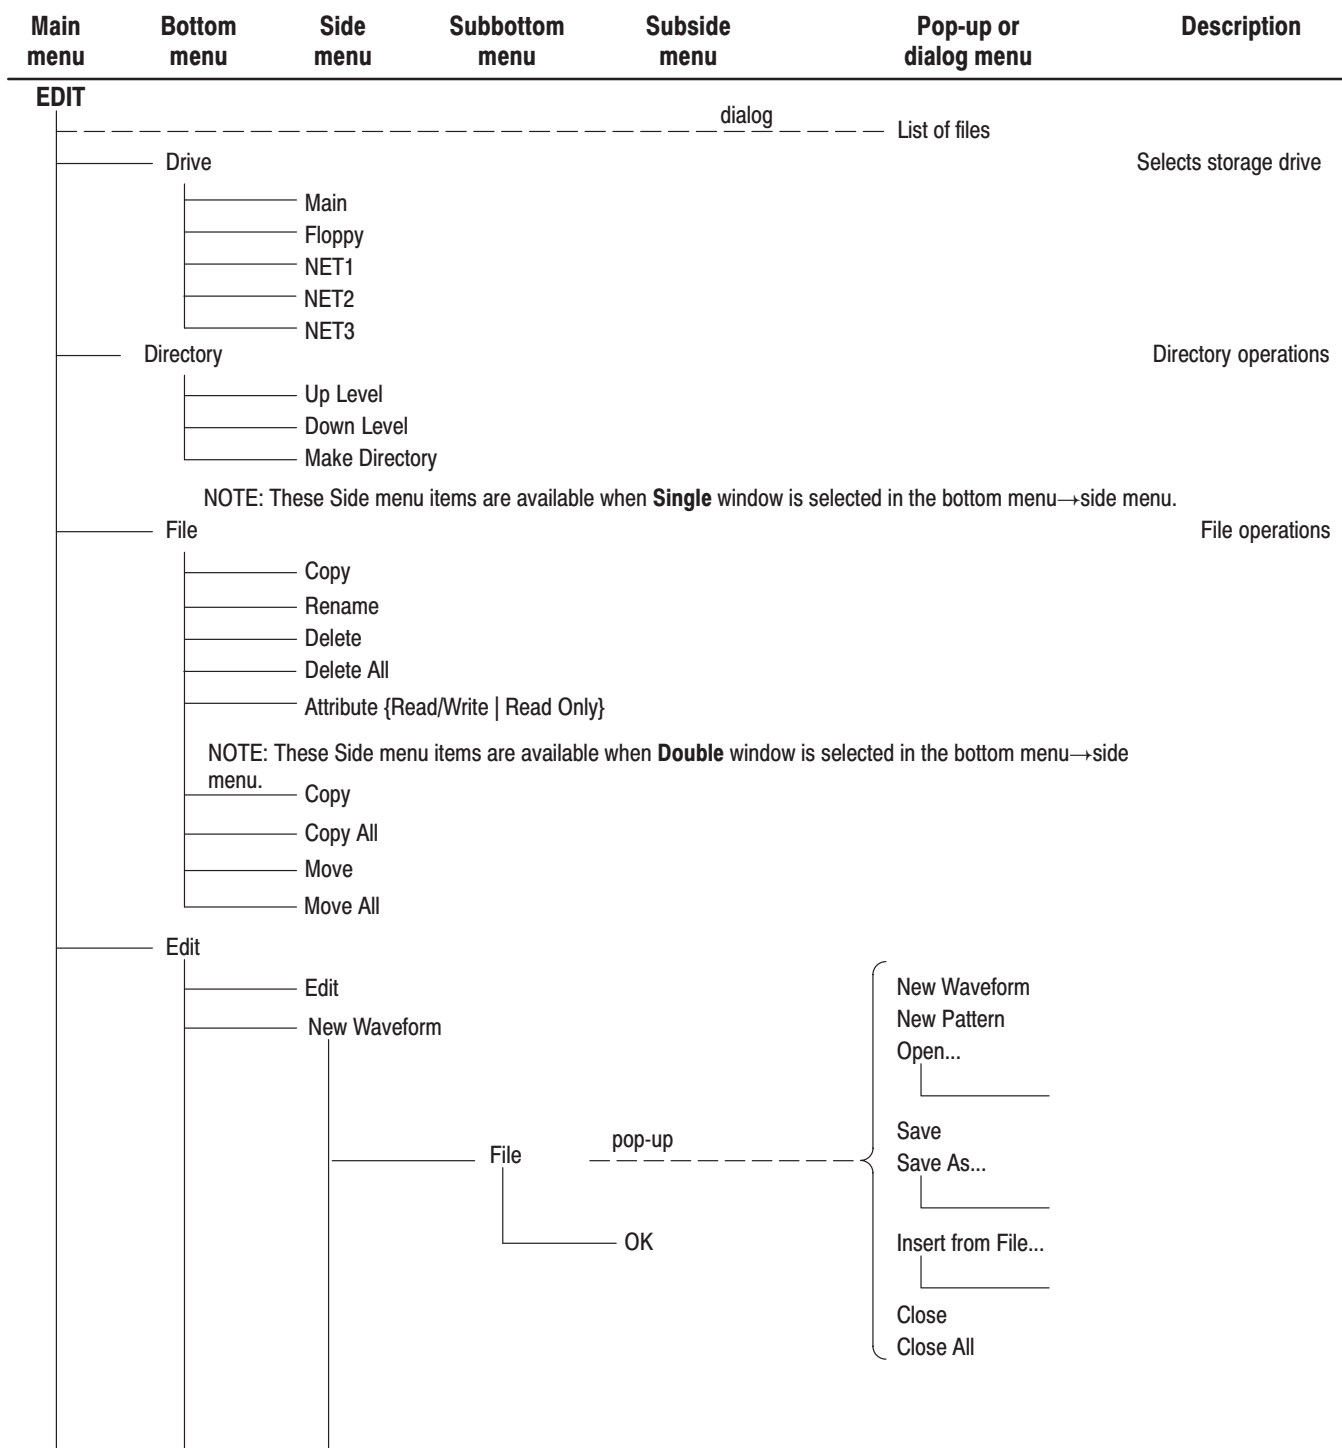 Main menu
Bottom menu
Side menu
Subbottom menu
Subside menu
Pop-up or dialog menu
Description
EDIT
dialog
List of files
Drive
Selects storage drive
Main
Floppy
NET1
NET2
NET3
Directory
Directory operations
Up Level
Down Level
Make Directory
NOTE: These Side menu items are available when Single window is selected in the bottom menu→side menu.
File
File operations
Copy
Rename
Delete
Delete All
Attribute {Read/Write | Read Only}
NOTE: These Side menu items are available when Double window is selected in the bottom menu→side
menu.
Copy
Copy All
Move
Move All
Edit
Edit
New Waveform
File
pop-up
OK
New Waveform
New Pattern
Open...
Save
Save As...
Insert from File...
Close
Close All